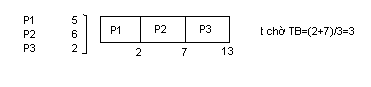 P1 5
P2 6
P3 2
P1 P2 P3
2 7 13
t chờ TB=(2+7)/3=3